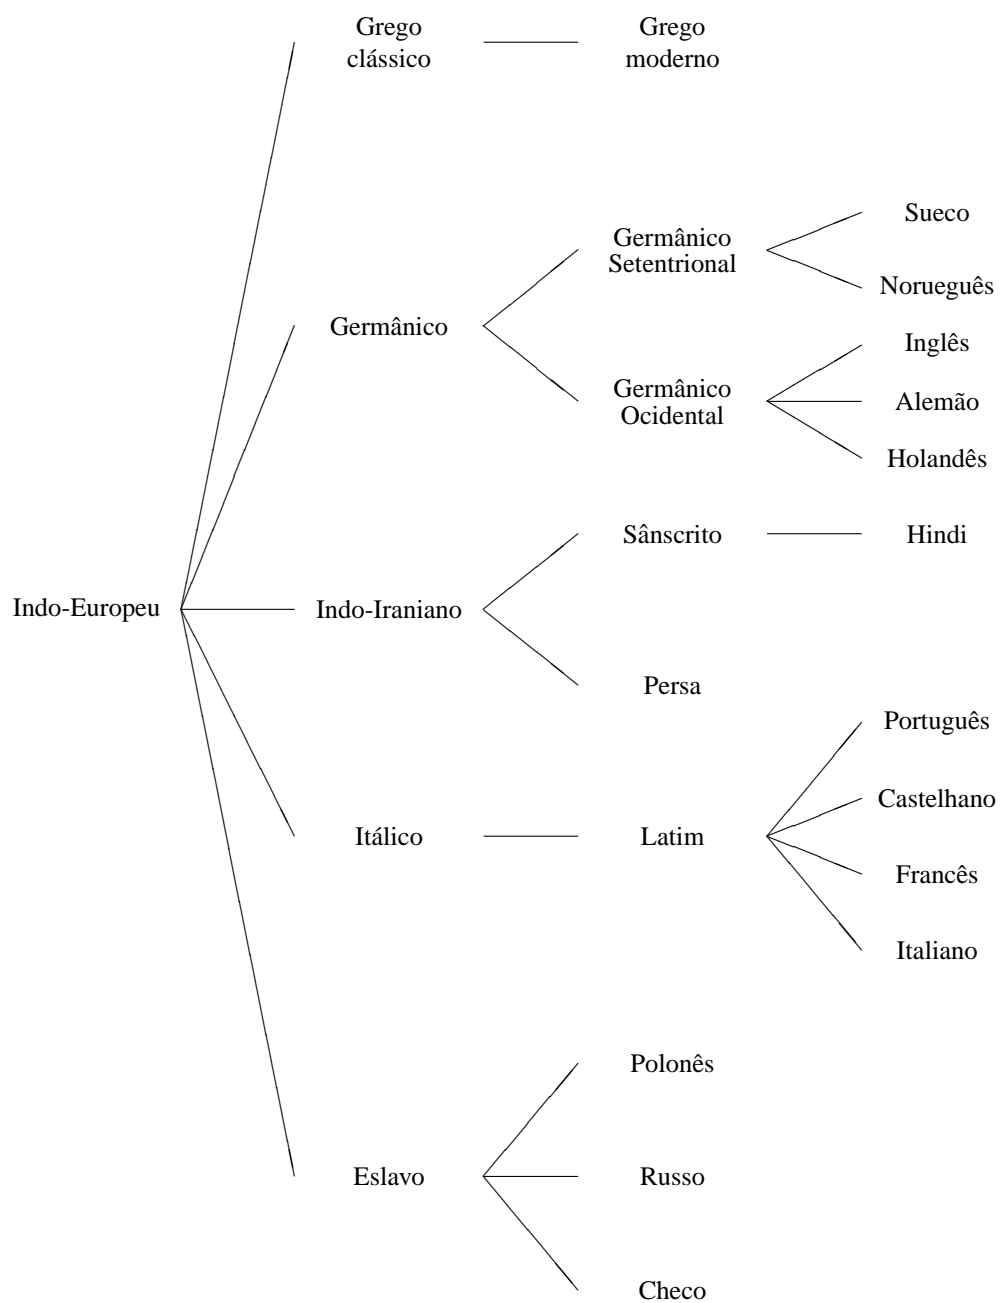 Grego
clássico
Grego
moderno
Sueco
Germânico
Setentrional
Norueguês
Germânico
Inglês
Germânico
Ocidental
Alemão
Holandês
Sânscrito
Hindi
Indo-Europeu
Indo-Iraniano
Persa
Português
Castelhano
Itálico
Latim
Francês
Italiano
Polonês
Eslavo
Russo
Checo